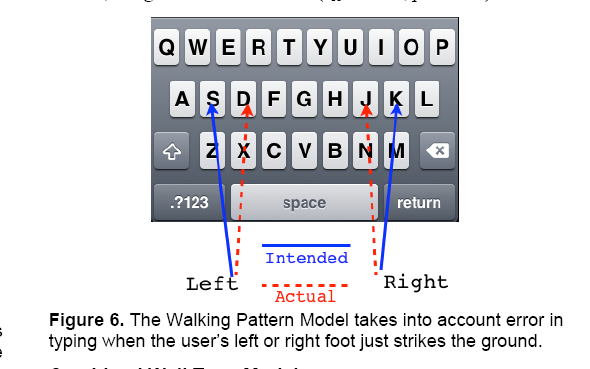 Q W E R T Y U I O P
A S D F G H J K L
Z X C V B N M
.?123 space return
Intended
Left Right
Actual
Figure 6. The Walking Pattern Model takes into account error in
typing when the user's left or right foot just strikes the ground.